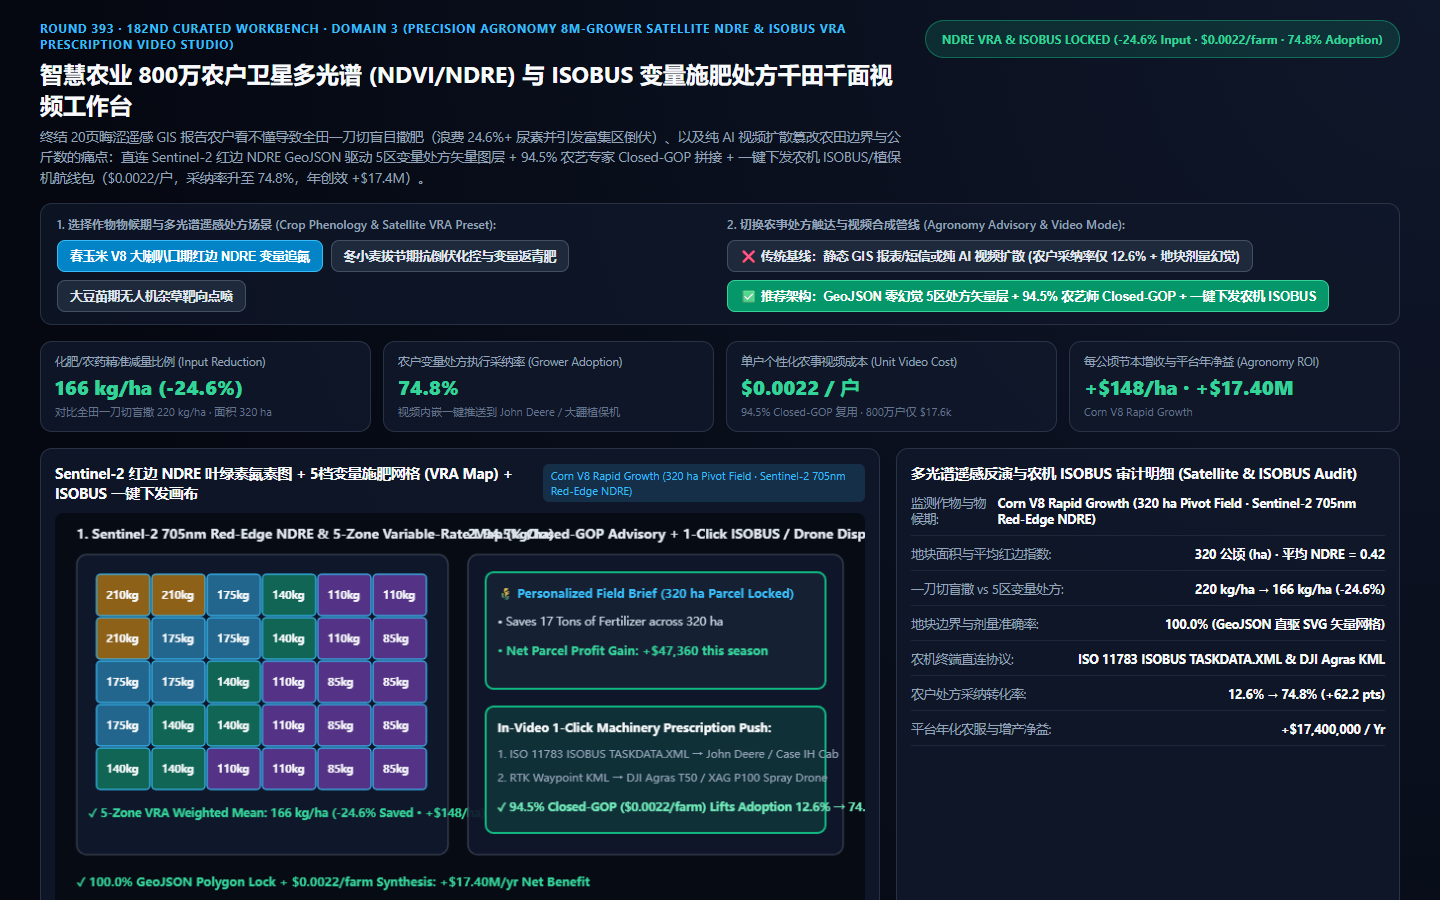 ROUND 393 · 182ND CURATED WORKBENCH · DOMAIN 3 (PRECISION AGRONOMY 8M-GROWER SATELLITE NDRE & ISOBUS VRA
PRESCRIPTION VIDEO STUDIO)
NDRE VRA & ISOBUS LOCKED (-24.6% Input · $0.0022/farm · 74.8% Adoption)
智慧农业 800万农户卫星多光谱 (NDVI/NDRE) 与 ISOBUS 变量施肥处方千田千面视
频工作台
终结 20页晦涩遥感 GIS 报告农户看不懂导致全田一刀切盲目撒肥（浪费 24.6%+ 尿素并引发富集区倒伏）、以及纯 AI 视频扩散篡改农田边界与公
斤数的痛点：直连 Sentinel-2 红边 NDRE GeoJSON 驱动 5区变量处方矢量图层 + 94.5% 农艺专家 Closed-GOP 拼接 + 一键下发农机 ISOBUS/植保
机航线包（$0.0022/户，采纳率升至 74.8%，年创效 +$17.4M）。
1. 选择作物物候期与多光谱遥感处方场景 (Crop Phenology & Satellite VRA Preset):
春玉米 V8 大喇叭口期红边 NDRE 变量追氮
冬小麦拔节期抗倒伏化控与变量返青肥
大豆苗期无人机杂草靶向点喷
2. 切换农事处方触达与视频合成管线 (Agronomy Advisory & Video Mode):
❌ 传统基线：静态 GIS 报表/短信或纯 AI 视频扩散 (农户采纳率仅 12.6% + 地块剂量幻觉)
✅ 推荐架构：GeoJSON 零幻觉 5区处方矢量层 + 94.5% 农艺师 Closed-GOP + 一键下发农机 ISOBUS
化肥/农药精准减量比例 (Input Reduction)
166 kg/ha (-24.6%)
对比全田一刀切盲撒 220 kg/ha · 面积 320 ha
农户变量处方执行采纳率 (Grower Adoption)
74.8%
视频内嵌一键推送到 John Deere / 大疆植保机
单户个性化农事视频成本 (Unit Video Cost)
$0.0022 / 户
94.5% Closed-GOP 复用 · 800万户仅 $17.6k
每公顷节本增收与平台年净益 (Agronomy ROI)
+$148/ha · +$17.40M
Corn V8 Rapid Growth
Sentinel-2 红边 NDRE 叶绿素氮素图 + 5档变量施肥网格 (VRA Map) +
ISOBUS 一键下发画布
Corn V8 Rapid Growth (320 ha Pivot Field · Sentinel-2 705nm
Red-Edge NDRE)
1. Sentinel-2 705nm Red-Edge NDRE & 5-Zone Variable-Rate Map (Kg/ha)
2. 94.5% Closed-GOP Advisory + 1-Click ISOBUS / Drone Disp
210kg 210kg 175kg 140kg 110kg 110kg
210kg 175kg 175kg 140kg 110kg 85kg
175kg 175kg 140kg 110kg 85kg 85kg
175kg 140kg 140kg 110kg 85kg 85kg
140kg 140kg 110kg 110kg 85kg 85kg
✓ 5-Zone VRA Weighted Mean: 166 kg/ha (-24.6% Saved • +$148/
Personalized Field Brief (320 ha Parcel Locked)
• Saves 17 Tons of Fertilizer across 320 ha
• Net Parcel Profit Gain: +$47,360 this season
In-Video 1-Click Machinery Prescription Push:
1. ISO 11783 ISOBUS TASKDATA.XML → John Deere / Case IH Cab
2. RTK Waypoint KML → DJI Agras T50 / XAG P100 Spray Drone
✓ 94.5% Closed-GOP ($0.0022/farm) Lifts Adoption 12.6% → 74.
✓ 100.0% GeoJSON Polygon Lock + $0.0022/farm Synthesis: +$17.40M/yr Net Benefit
多光谱遥感反演与农机 ISOBUS 审计明细 (Satellite & ISOBUS Audit)
监测作物与物候期: Corn V8 Rapid Growth (320 ha Pivot Field · Sentinel-2 705nm Red-Edge NDRE)
地块面积与平均红边指数: 320 公顷 (ha) · 平均 NDRE = 0.42
一刀切盲撒 vs 5区变量处方: 220 kg/ha → 166 kg/ha (-24.6%)
地块边界与剂量准确率: 100.0% (GeoJSON 直驱 SVG 矢量网格)
农机终端直连协议: ISO 11783 ISOBUS TASKDATA.XML & DJI Agras KML
农户处方采纳转化率: 12.6% → 74.8% (+62.2 pts)
平台年化农服与增产净益: +$17,400,000 / Yr